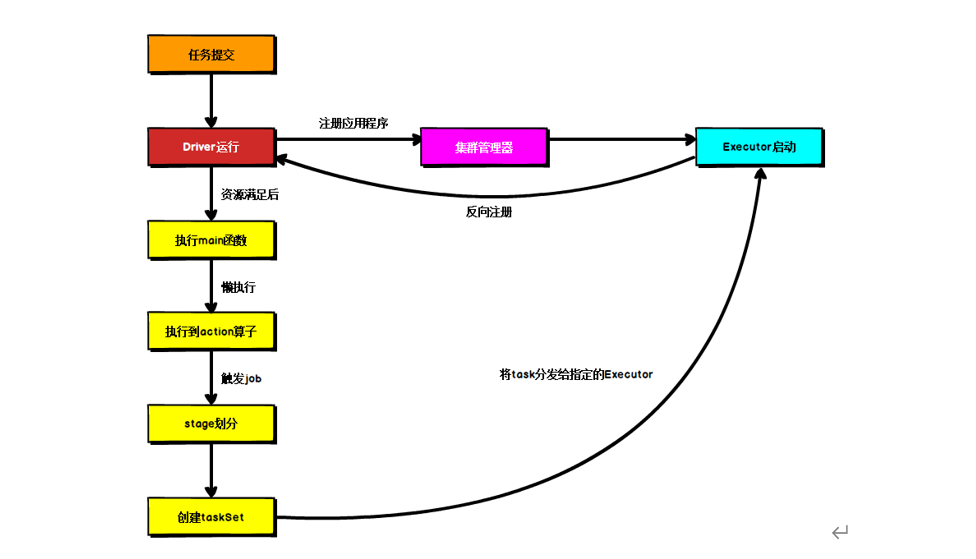 任务提交
注册应用程序
Driver运行
集群管理器
Executor启动
资源满足后
反向注册
执行main函数
懒执行
执行到action算子
触发job
将task分发给指定的Executor
stage划分
创建taskSet